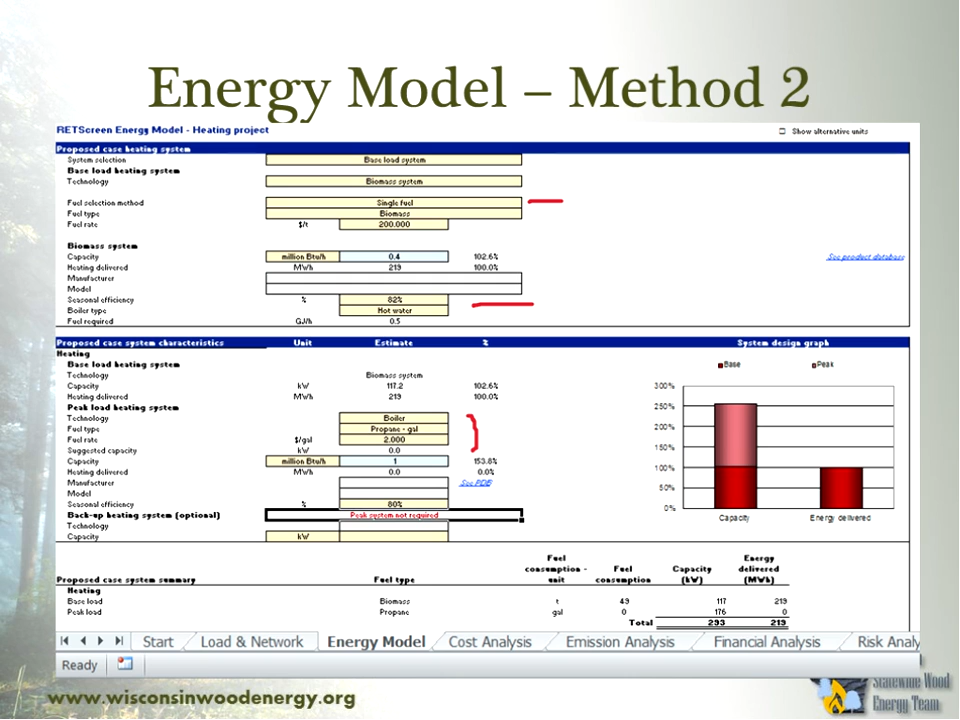 Energy Model – Method 2
RETScreen Energy Model - Heating project
Show alternative units
Proposed case heating system
System selection Base load system
Base load heating system
Technology Biomass system
Fuel selection method Single fuel
Fuel type Biomass
Fuel rate $/t 200.000
Biomass system
Capacity million Btu/h 0.4 102.6% See product database
Heating delivered MWh 219 100.0%
Manufacturer
Model
Seasonal efficiency % 82%
Boiler type Hot water
Fuel required GJ/h 0.5
Proposed case system characteristics Unit Estimate % System design graph
Heating
Base load heating system
Technology Biomass system
Capacity kW 117.2 102.6%
Heating delivered MWh 219 100.0%
Peak load heating system
Technology Boiler
Fuel type Propane - gal
Fuel rate $/gal 2.000
Suggested capacity kW 0.0
Capacity million Btu/h 1 153.8%
Heating delivered MWh 0.0 0.0%
Manufacturer See PDB
Model
Seasonal efficiency % 80%
Back-up heating system (optional) Peak system not required
Technology
Capacity kW
Base Peak
300%
250%
200%
150%
100%
50%
0%
Capacity Energy delivered
Proposed case system summary Fuel type Fuel consumption - unit Fuel consumption Capacity (kW) Energy delivered (MWh)
Heating
Base load Biomass t 49 117 219
Peak load Propane gal 0 176 0
Total 293 219
Start Load & Network Energy Model Cost Analysis Emission Analysis Financial Analysis Risk Analy
Ready
www.wisconsinwoodenergy.org
Statewide Wood
Energy Team